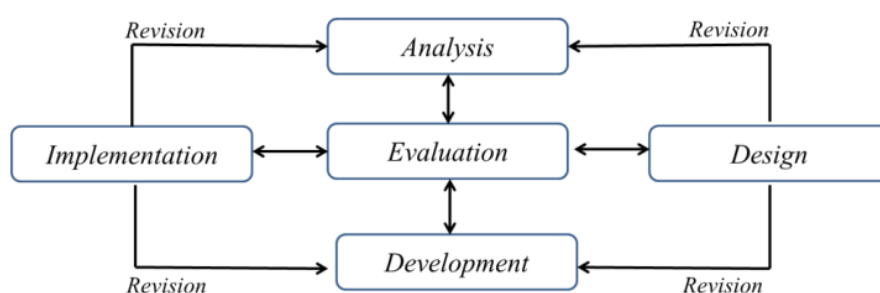 Revision
Revision
Analysis
Implementation
Evaluation
Design
Development
Revision
Revision